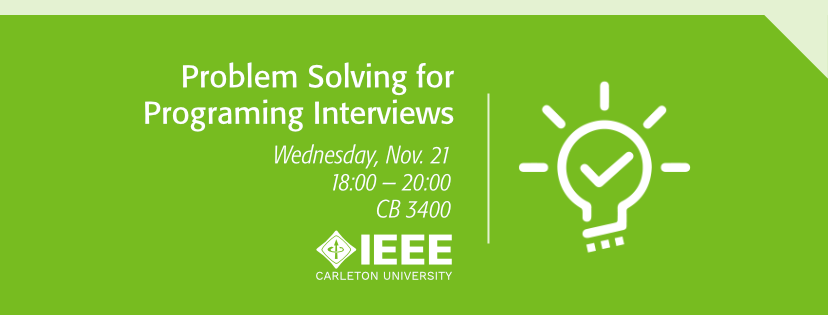 Problem Solving for
Programing Interviews
Wednesday, Nov. 21
18:00 – 20:00
CB 3400
IEEE
CARLETON UNIVERSITY